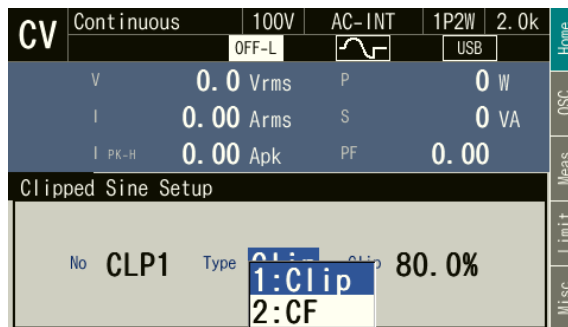 CV Continuous 100V AC-INT 1P2W 2.0k
OFF-L USB
V 0.0 Vrms P 0 W
I 0.00 Arms S 0 VA
I PK-H 0.00 Apk PF 0.00
Clipped Sine Setup
No CLP1 Type Clip Clip 80.0%
1:Clip
2:CF
Home
OSC
Meas
Limit
Misc